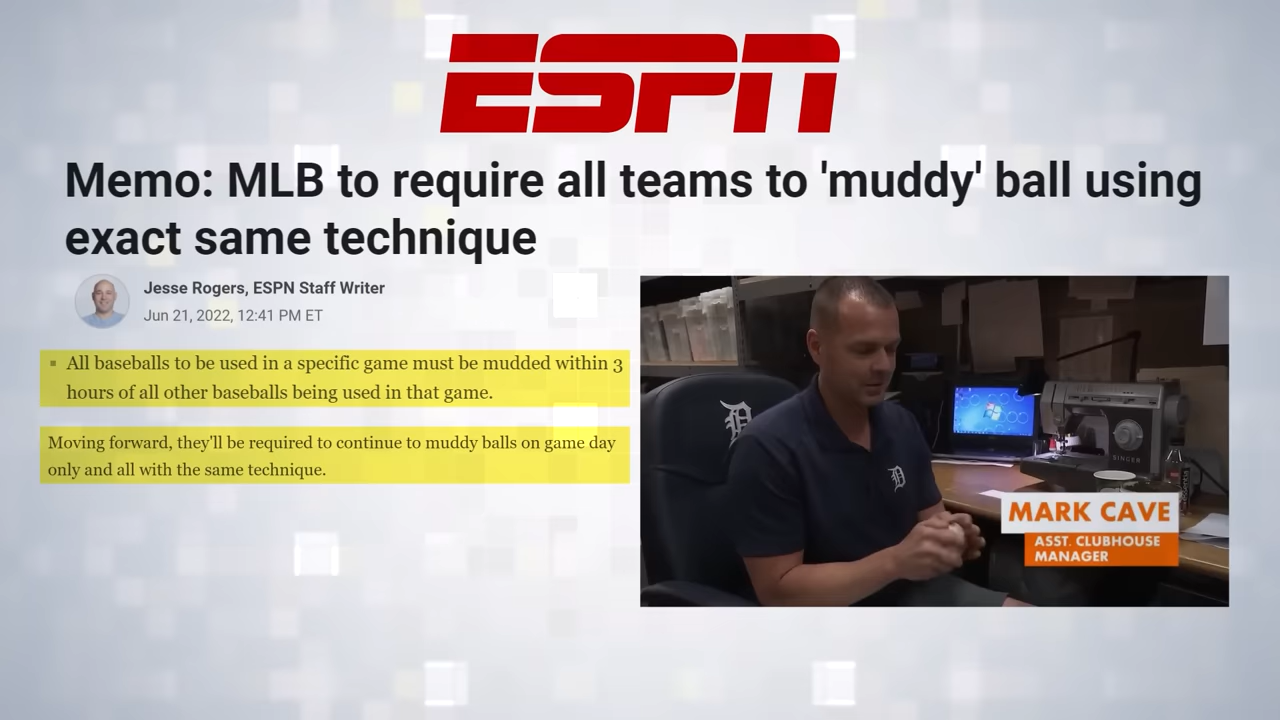 ESPN
Memo: MLB to require all teams to 'muddy' ball using
exact same technique
Jesse Rogers, ESPN Staff Writer
Jun 21, 2022, 12:41 PM ET
▪ All baseballs to be used in a specific game must be mudded within 3
hours of all other baseballs being used in that game.
Moving forward, they'll be required to continue to muddy balls on game day
only and all with the same technique.
D
D
SINGER
MARK CAVE
ASST. CLUBHOUSE
MANAGER